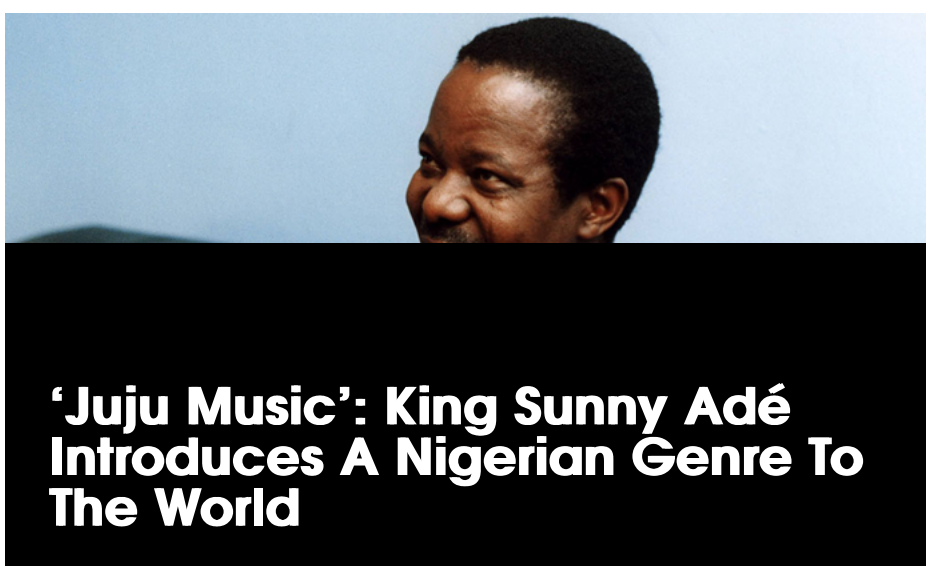 ‘Juju Music’: King Sunny Adé
Introduces A Nigerian Genre To
The World